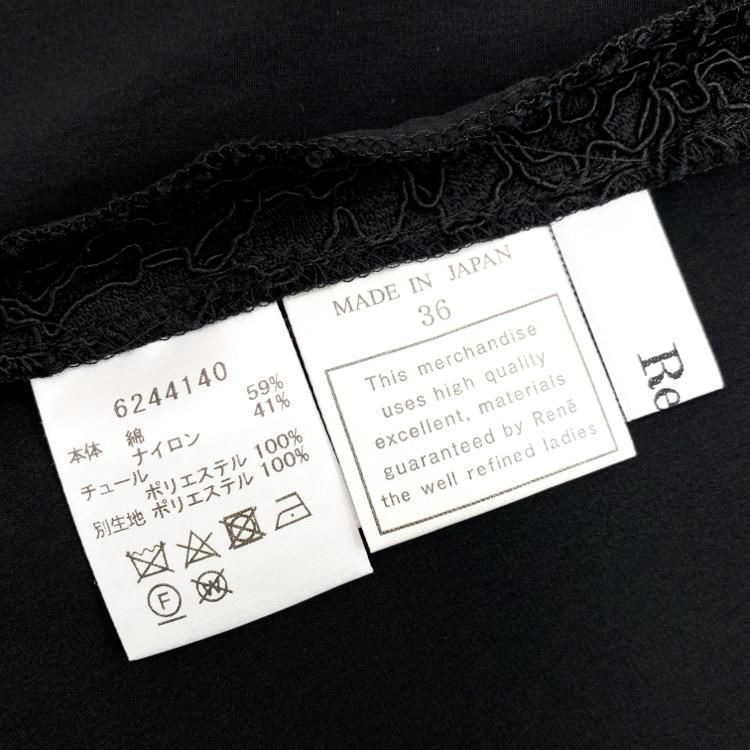 6244140
本体 綿 59%
ナイロン 41%
チュール ポリエステル 100%
別生地 ポリエステル 100%
F
W
MADE IN JAPAN
36
This merchandise
uses high quality
excellent, materials
guaranteed by Renē
the well refined ladies
Re